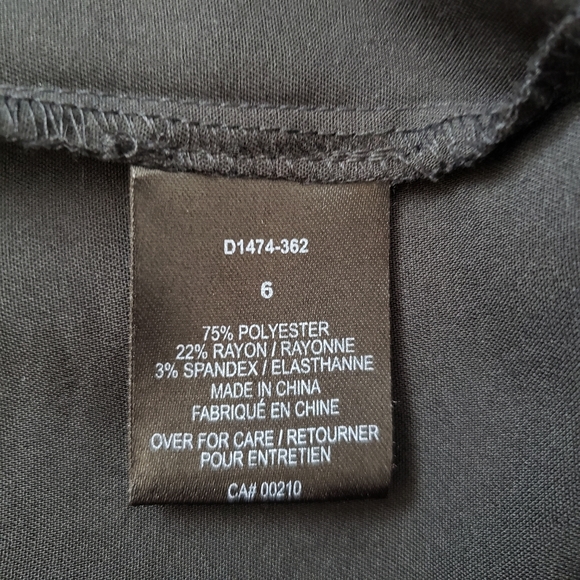 D1474-362
6
75% POLYESTER
22% RAYON / RAYONNE
3% SPANDEX / ELASTHANNE
MADE IN CHINA
FABRIQUÉ EN CHINE
OVER FOR CARE / RETOURNER
POUR ENTRETIEN
CA# 00210